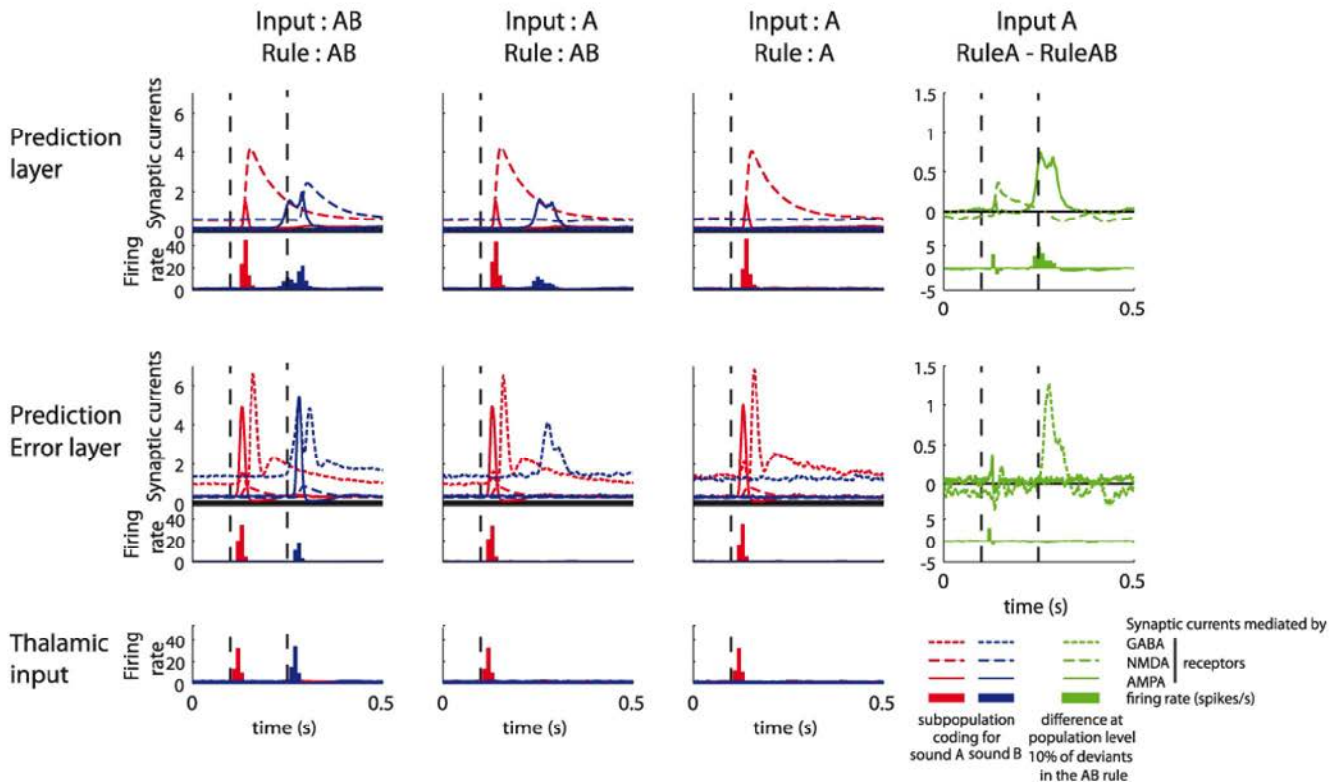 Input : AB
Rule : AB
Input : A
Rule : AB
Input : A
Rule : A
Input A
RuleA - RuleAB
Prediction
layer
Synaptic currents
6
4
2
0
Firing
rate
40
20
0
1.5
1
0.5
0
5
0
-5
0
0.5
Prediction
Error layer
Synaptic currents
6
4
2
0
Firing
rate
40
20
0
1.5
1
0.5
0
5
0
-5
0
0.5
time (s)
Thalamic
input
Firing
rate
40
20
0
0
0.5
time (s)
0
0.5
time (s)
0
0.5
time (s)
Synaptic currents mediated by
GABA
NMDA
AMPA
receptors
firing rate (spikes/s)
subpopulation
coding for
sound A sound B
difference at
population level
10% of deviants
in the AB rule